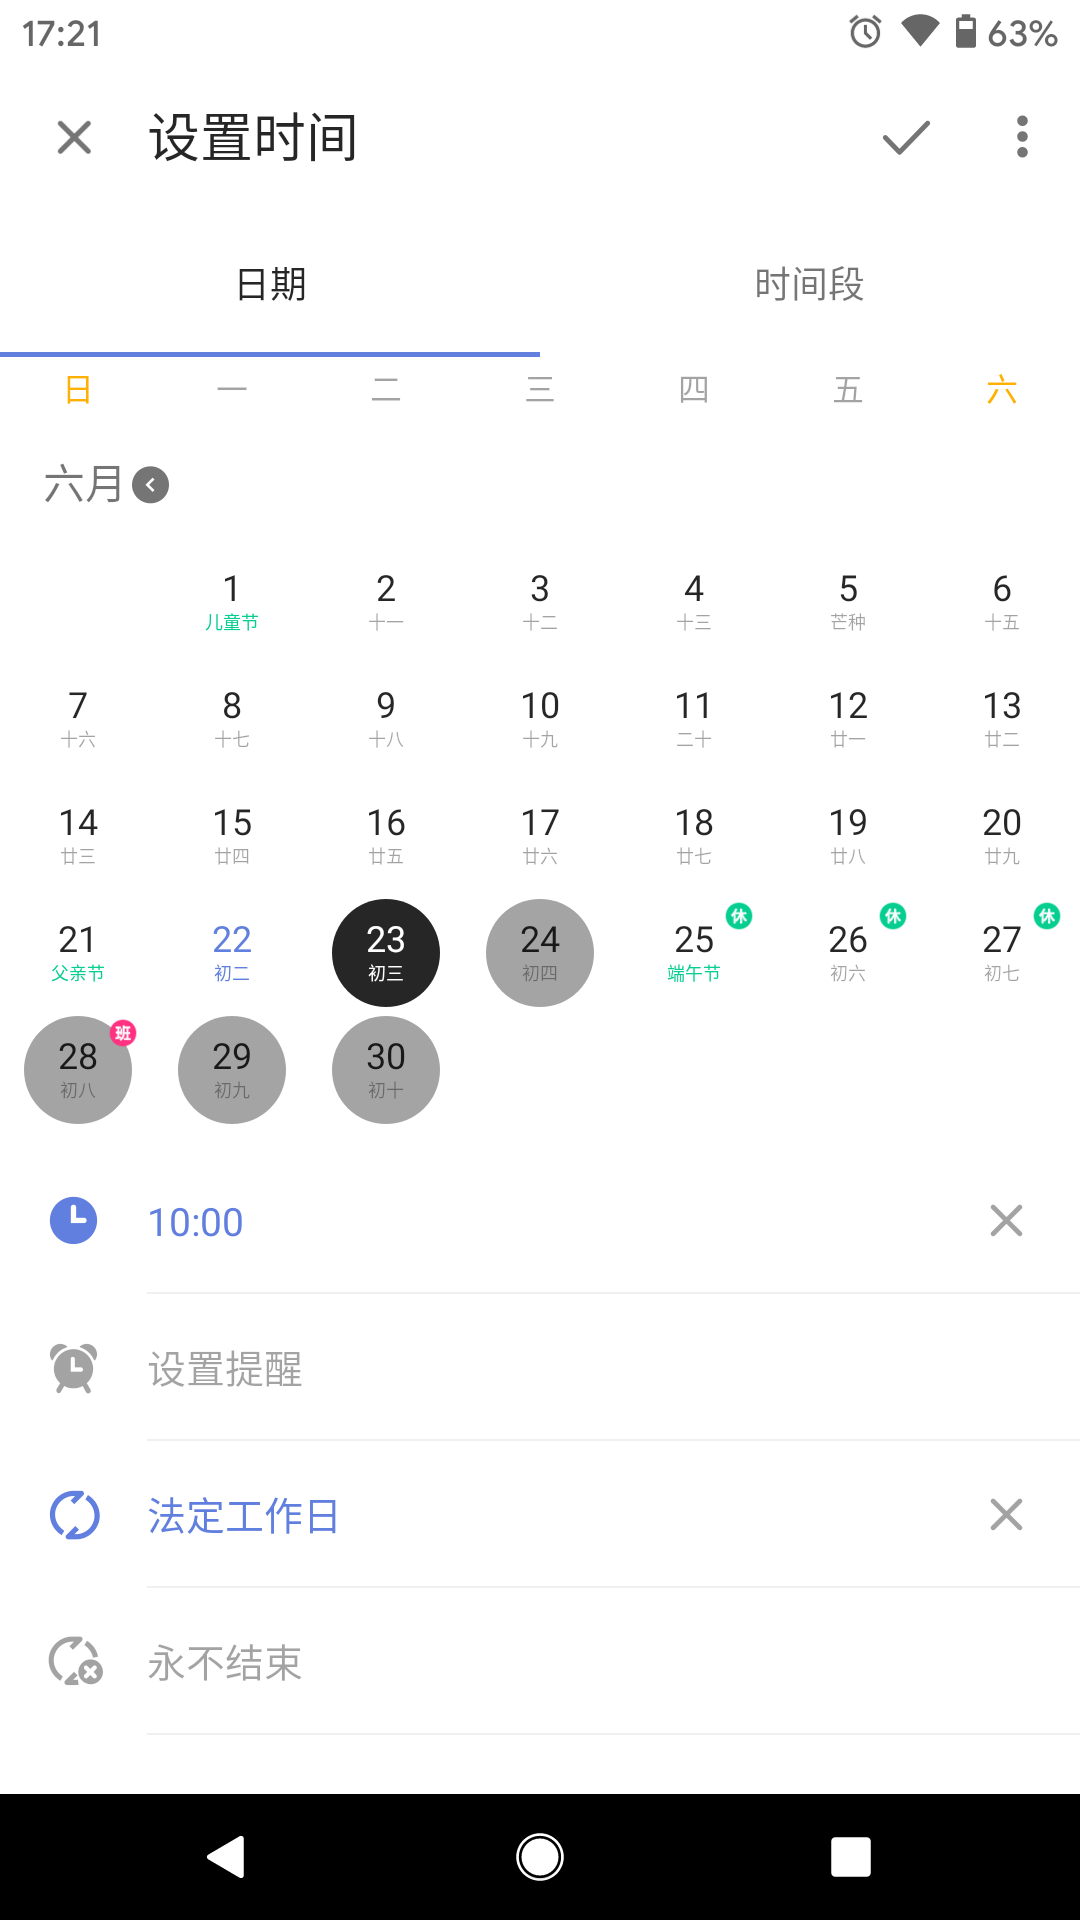 17:21 63%
设置时间
日期 时间段
日 一 二 三 四 五 六
六月
1 2 3 4 5 6
儿童节 十一 十二 十三 芒种 十五
7 8 9 10 11 12 13
十六 十七 十八 十九 二十 廿一 廿二
14 15 16 17 18 19 20
廿三 廿四 廿五 廿六 廿七 廿八 廿九
休 休 休
21 22 23 24 25 26 27
父亲节 初二 初三 初四 端午节 初六 初七
班
28 29 30
初八 初九 初十
10:00
设置提醒
法定工作日
永不结束